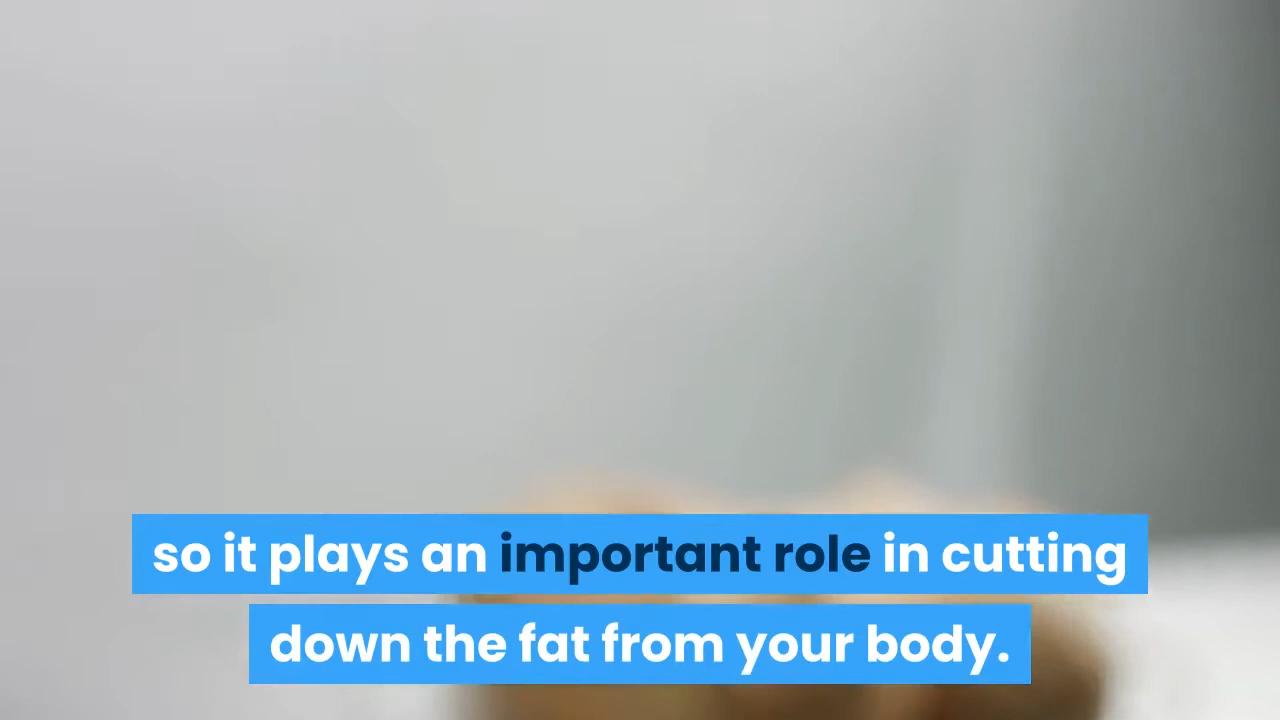 so it plays an important role in cutting
down the fat from your body.